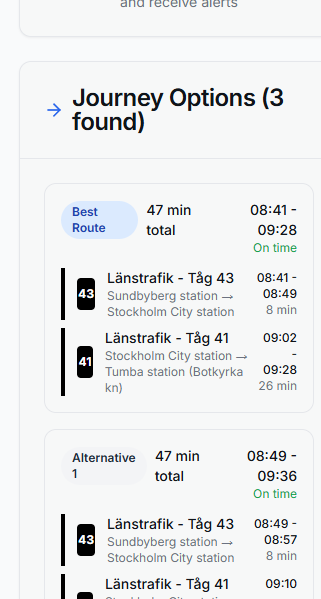 and receive alerts
→ Journey Options (3
found)
Best
Route
47 min
total
08:41 -
09:28
On time
43
Länstrafik - Tåg 43
Sundbyberg station →
Stockholm City station
08:41 -
08:49
8 min
41
Länstrafik - Tåg 41
Stockholm City station →
Tumba station (Botkyrka
kn)
09:02
-
09:28
26 min
Alternative
1
47 min
total
08:49 -
09:36
On time
43
Länstrafik - Tåg 43
Sundbyberg station →
Stockholm City station
08:49 -
08:57
8 min
41
Länstrafik - Tåg 41
09:10